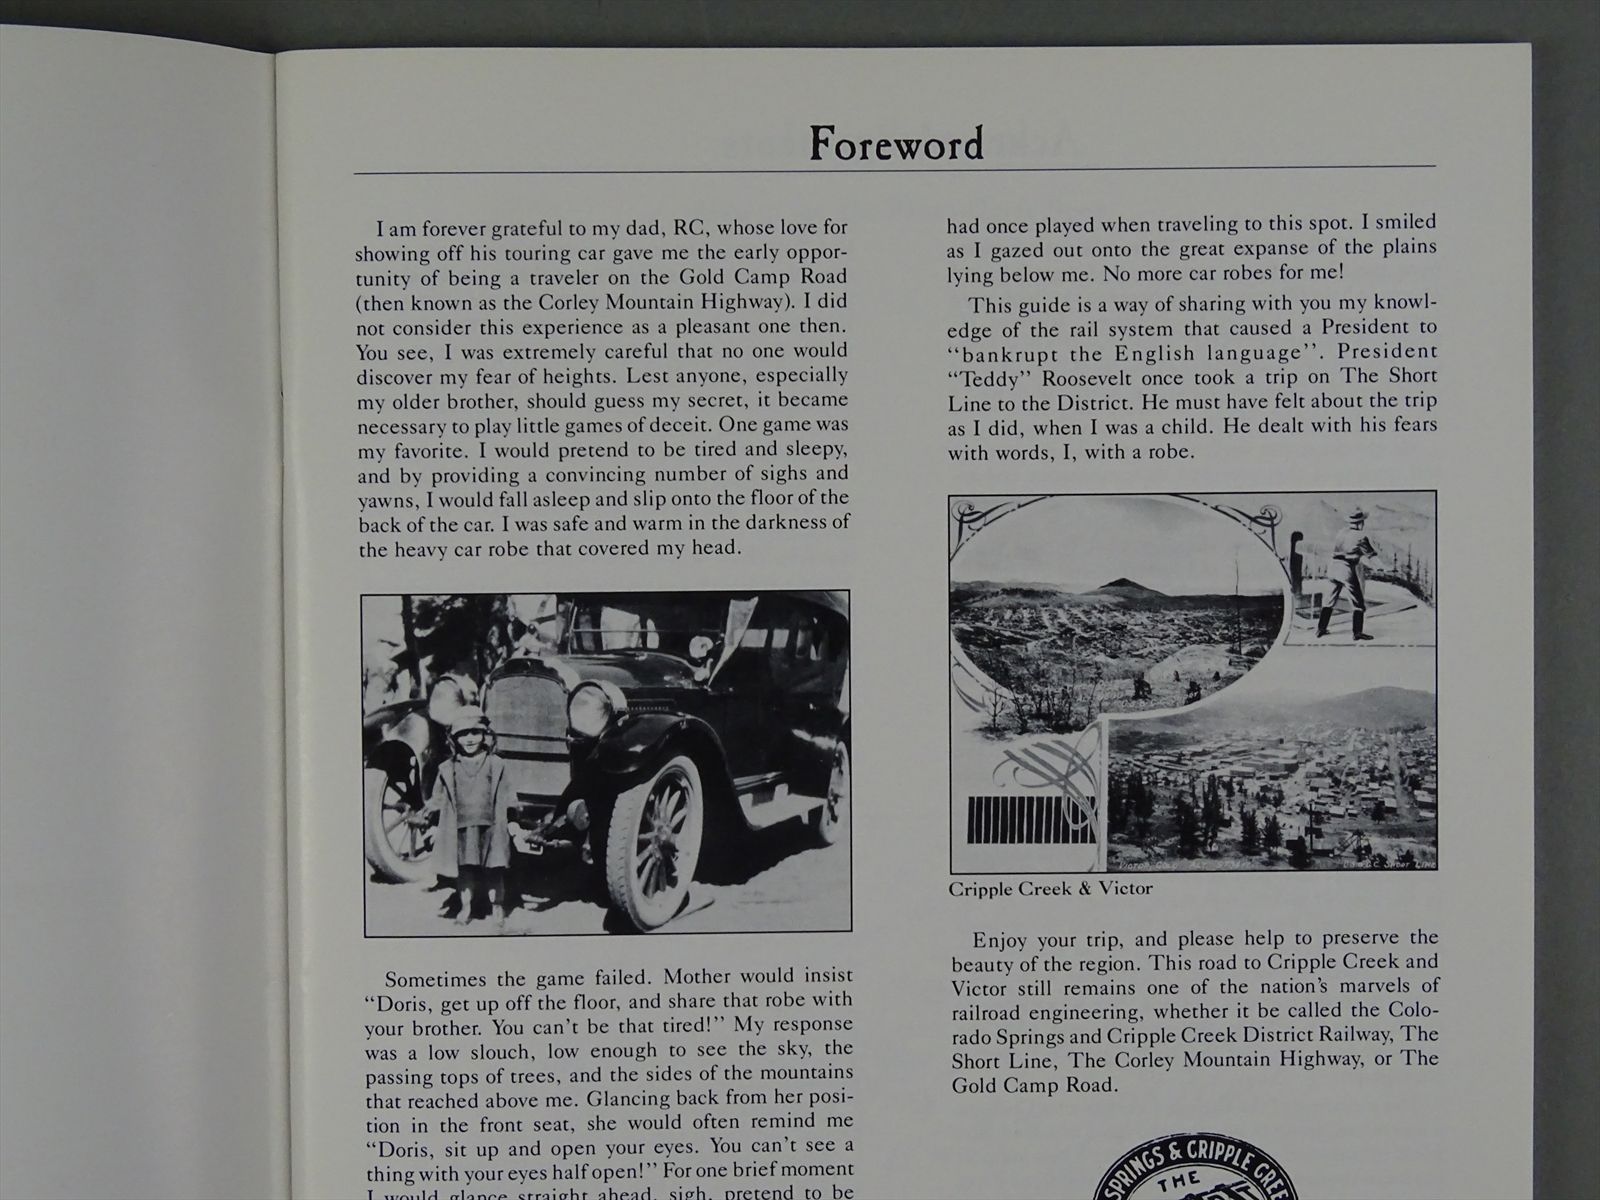 Foreword
I am forever grateful to my dad, RC, whose love for
showing off his touring car gave me the early oppor-
tunity of being a traveler on the Gold Camp Road
(then known as the Corley Mountain Highway). I did
not consider this experience as a pleasant one then.
You see, I was extremely careful that no one would
discover my fear of heights. Lest anyone, especially
my older brother, should guess my secret, it became
necessary to play little games of deceit. One game was
my favorite. I would pretend to be tired and sleepy,
and by providing a convincing number of sighs and
yawns, I would fall asleep and slip onto the floor of the
back of the car. I was safe and warm in the darkness of
the heavy car robe that covered my head.
Sometimes the game failed. Mother would insist
“Doris, get up off the floor, and share that robe with
your brother. You can’t be that tired!” My response
was a low slouch, low enough to see the sky, the
passing tops of trees, and the sides of the mountains
that reached above me. Glancing back from her posi-
tion in the front seat, she would often remind me
“Doris, sit up and open your eyes. You can’t see a
thing with your eyes half open!” For one brief moment
I would glance straight ahead, sigh, pretend to be
had once played when traveling to this spot. I smiled
as I gazed out onto the great expanse of the plains
lying below me. No more car robes for me!
This guide is a way of sharing with you my knowl-
edge of the rail system that caused a President to
“bankrupt the English language”. President
“Teddy” Roosevelt once took a trip on The Short
Line to the District. He must have felt about the trip
as I did, when I was a child. He dealt with his fears
with words, I, with a robe.
VICTOR COLO ALT
C.S. & C.C. SHORT LINE
Cripple Creek & Victor
Enjoy your trip, and please help to preserve the
beauty of the region. This road to Cripple Creek and
Victor still remains one of the nation’s marvels of
railroad engineering, whether it be called the Colo-
rado Springs and Cripple Creek District Railway, The
Short Line, The Corley Mountain Highway, or The
Gold Camp Road.
SPRINGS & CRIPPLE CREE
THE